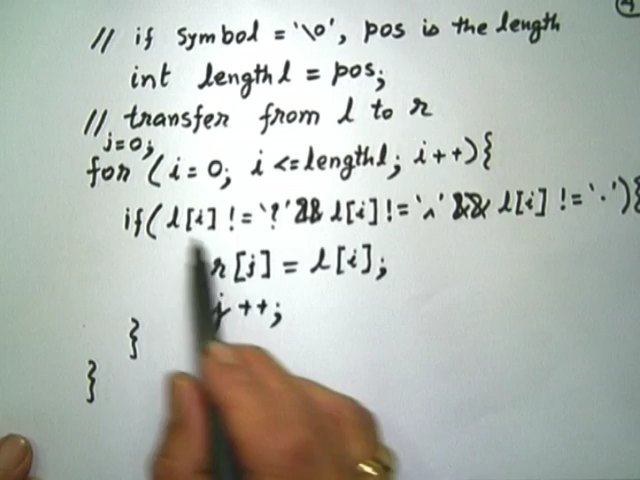 // if symbol = '\0', pos is the length
int lengthl = pos;
// transfer from l to r
j=0;
for (i=0; i<=lengthl; i++){
if(l[i]!='?'&&l[i]!=','&&l[i]!='.'){
r[j] = l[i];
j++;
}
}